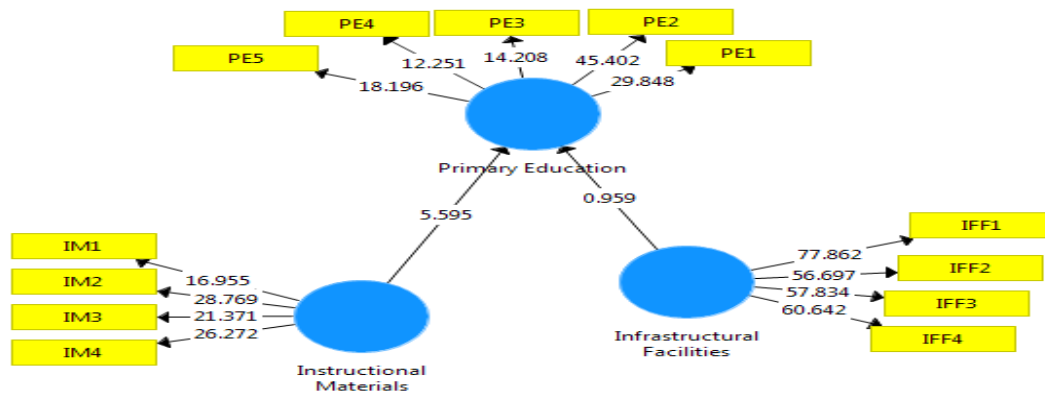 PE4
PE3
PE2
PE5
PE1
12.251
14.208
45.402
18.196
29.848
Primary Education
5.595
0.959
IM1
IM2
IM3
IM4
16.955
28.769
21.371
26.272
Instructional
Materials
77.862
56.697
57.834
60.642
IFF1
IFF2
IFF3
IFF4
Infrastructural
Facilities